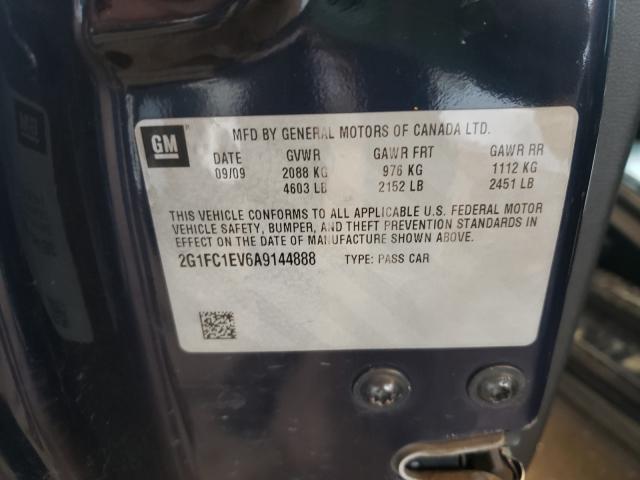 GM
MFD BY GENERAL MOTORS OF CANADA LTD.
DATE GVWR GAWR FRT GAWR RR
09/09 2088 KG 976 KG 1112 KG
4603 LB 2152 LB 2451 LB
THIS VEHICLE CONFORMS TO ALL APPLICABLE U.S. FEDERAL MOTOR
VEHICLE SAFETY, BUMPER, AND THEFT PREVENTION STANDARDS IN
EFFECT ON THE DATE OF MANUFACTURE SHOWN ABOVE.
2G1FC1EV6A9144888 TYPE: PASS CAR